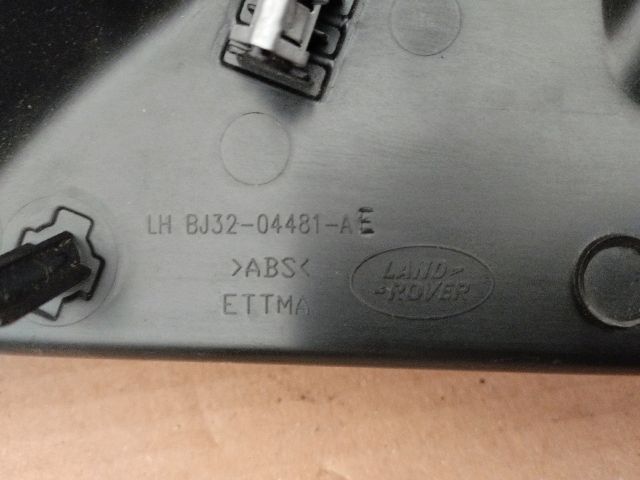 LH BJ32-04481-AE
>ABS<
ETTMA
LAND
ROVER